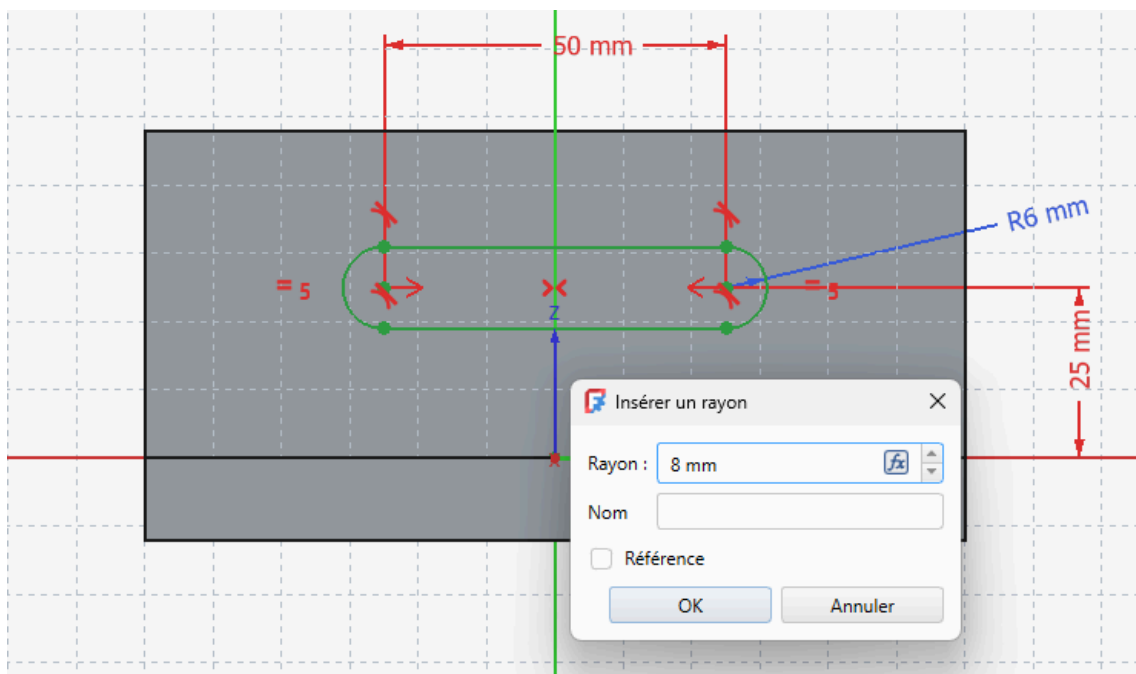 50 mm
R6 mm
= 5
= 5
Z
25 mm
x
Insérer un rayon
Rayon :
8 mm
fx
Nom
Référence
OK
Annuler